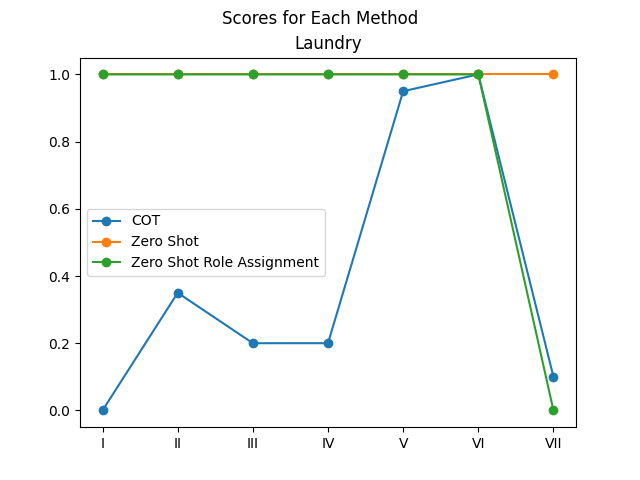 Scores for Each Method
Laundry
1.0
0.8
0.6
0.4
0.2
0.0
COT
Zero Shot
Zero Shot Role Assignment
I II III IV V VI VII